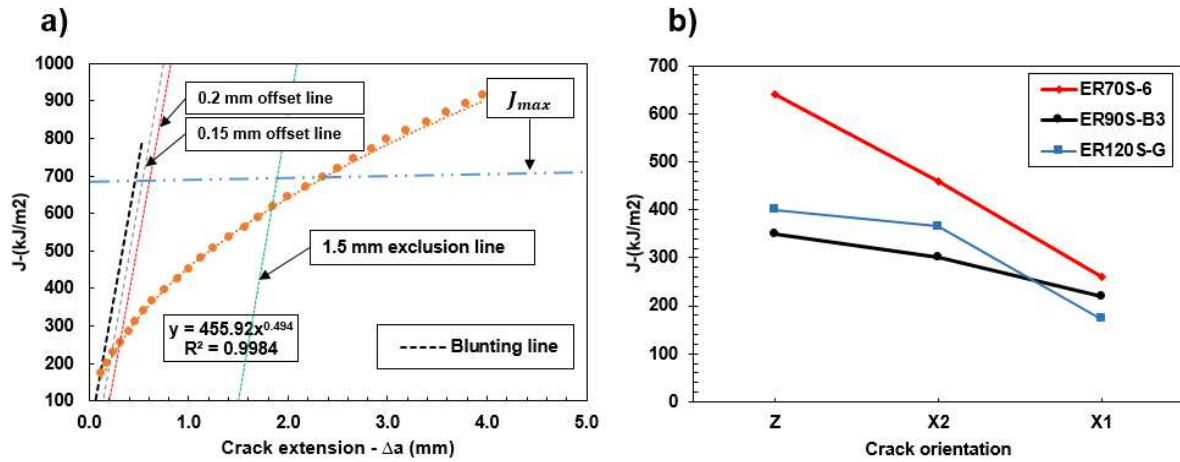 a)
1000
900
800
700
600
500
400
300
200
100
J-(kJ/m2)
0.2 mm offset line
0.15 mm offset line
J_max
1.5 mm exclusion line
y = 455.92x^0.494
R² = 0.9984
Blunting line
0.0 1.0 2.0 3.0 4.0 5.0
Crack extension - Δa (mm)
b)
700
600
500
400
300
200
100
0
J-(kJ/m2)
ER70S-6
ER90S-B3
ER120S-G
Z X2 X1
Crack orientation